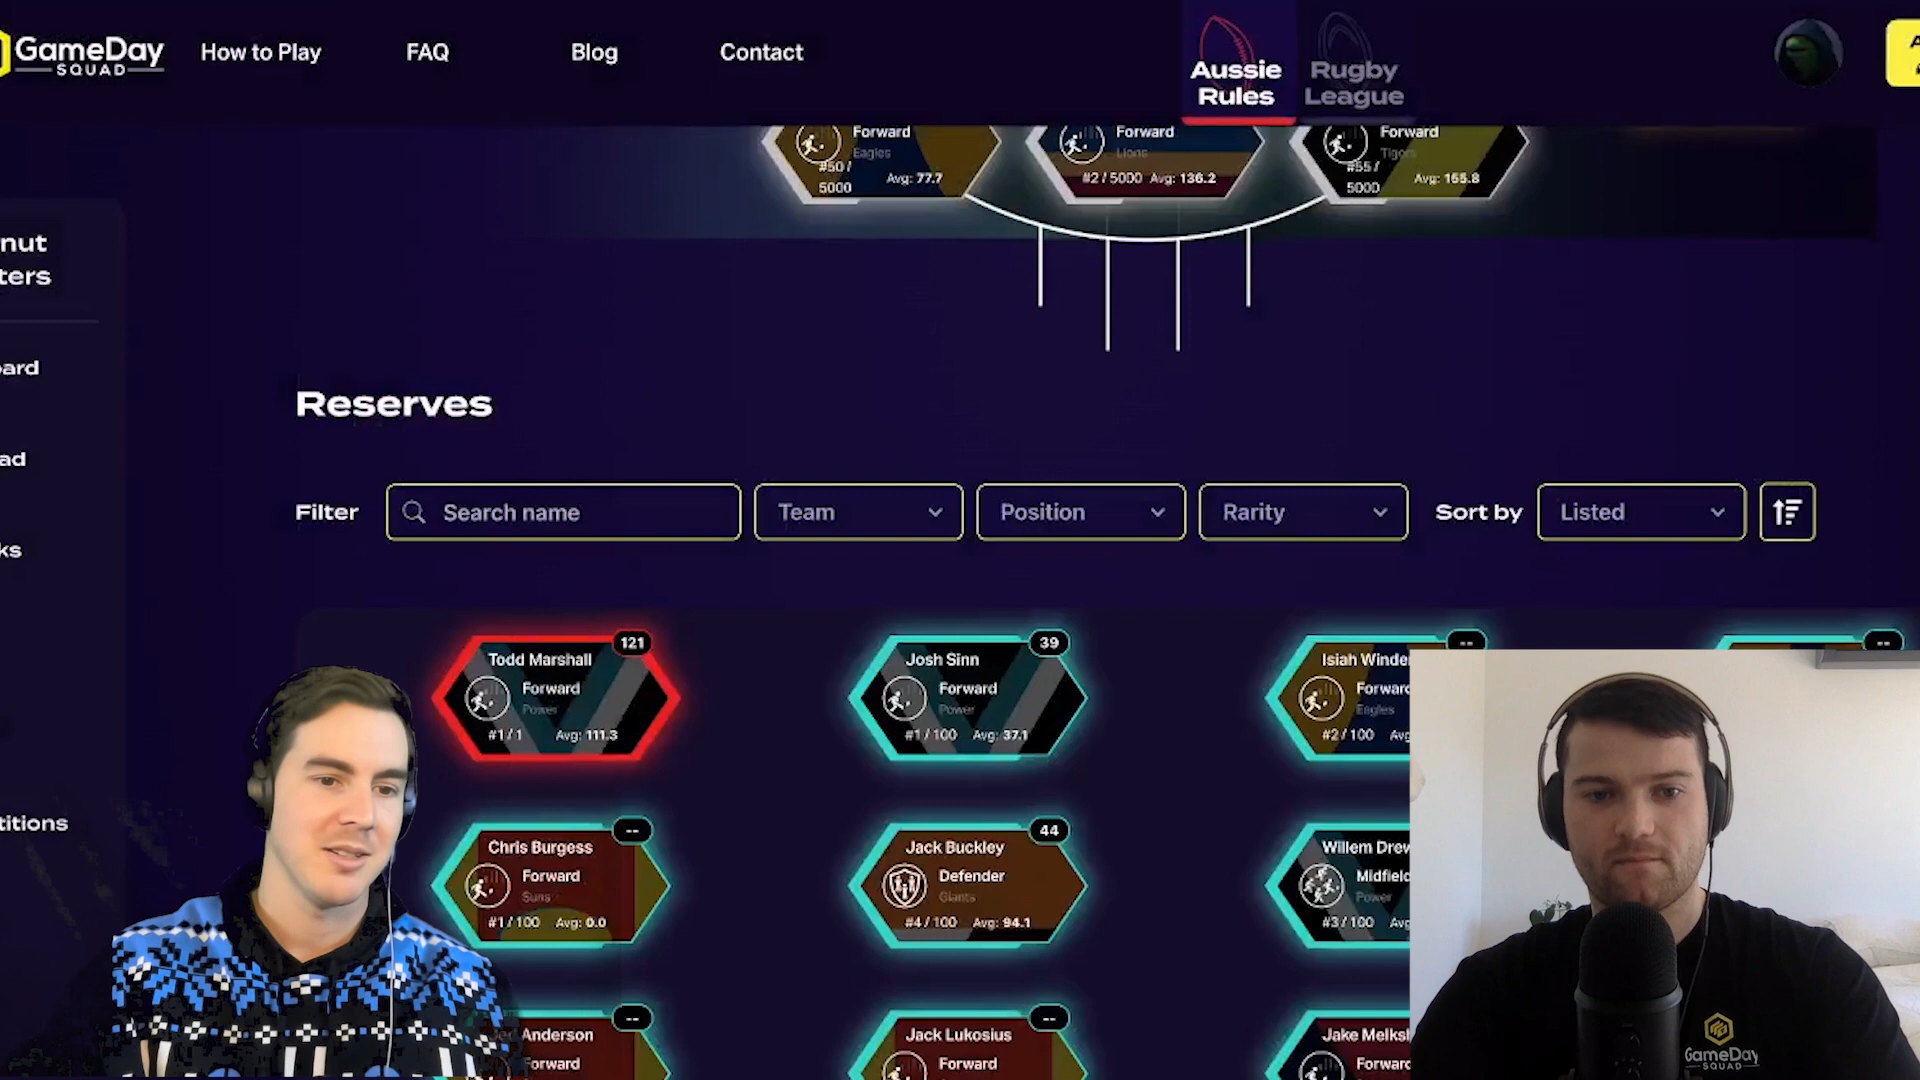 GameDay
SQUAD
How to Play
FAQ
Blog
Contact
Aussie
Rules
Rugby
League
Forward
Eagles
#50 /
5000
Avg: 77.7
Forward
Lions
#2 / 5000 Avg: 136.2
Forward
Tigers
#55 /
5000
Avg: 155.8
nut
ters
ard
ad
ks
titions
Reserves
Filter
Search name
Team
Position
Rarity
Sort by
Listed
121
Todd Marshall
Forward
Power
#1 / 1 Avg: 111.3
39
Josh Sinn
Forward
Power
#1 / 100 Avg: 37.1
--
Isiah Winde
Forward
Eagles
#2 / 100 Avg
--
--
Chris Burgess
Forward
Suns
#1 / 100 Avg: 0.0
44
Jack Buckley
Defender
Giants
#4 / 100 Avg: 94.1
Willem Drew
Midfield
Power
#3 / 100 Avg
--
Anderson
Forward
--
Jack Lukosius
Forward
Jake Melksh
Forward
GameDay
SQUAD